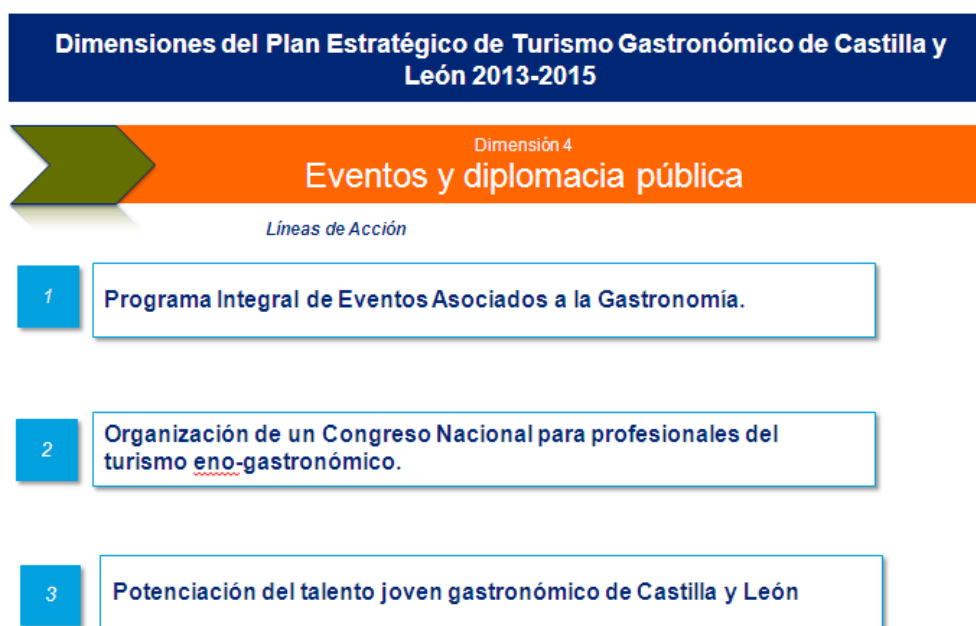 Dimensiones del Plan Estratégico de Turismo Gastronómico de Castilla y
León 2013-2015
Dimensión 4
Eventos y diplomacia pública
Líneas de Acción
1
Programa Integral de Eventos Asociados a la Gastronomía.
2
Organización de un Congreso Nacional para profesionales del
turismo eno-gastronómico.
3
Potenciación del talento joven gastronómico de Castilla y León